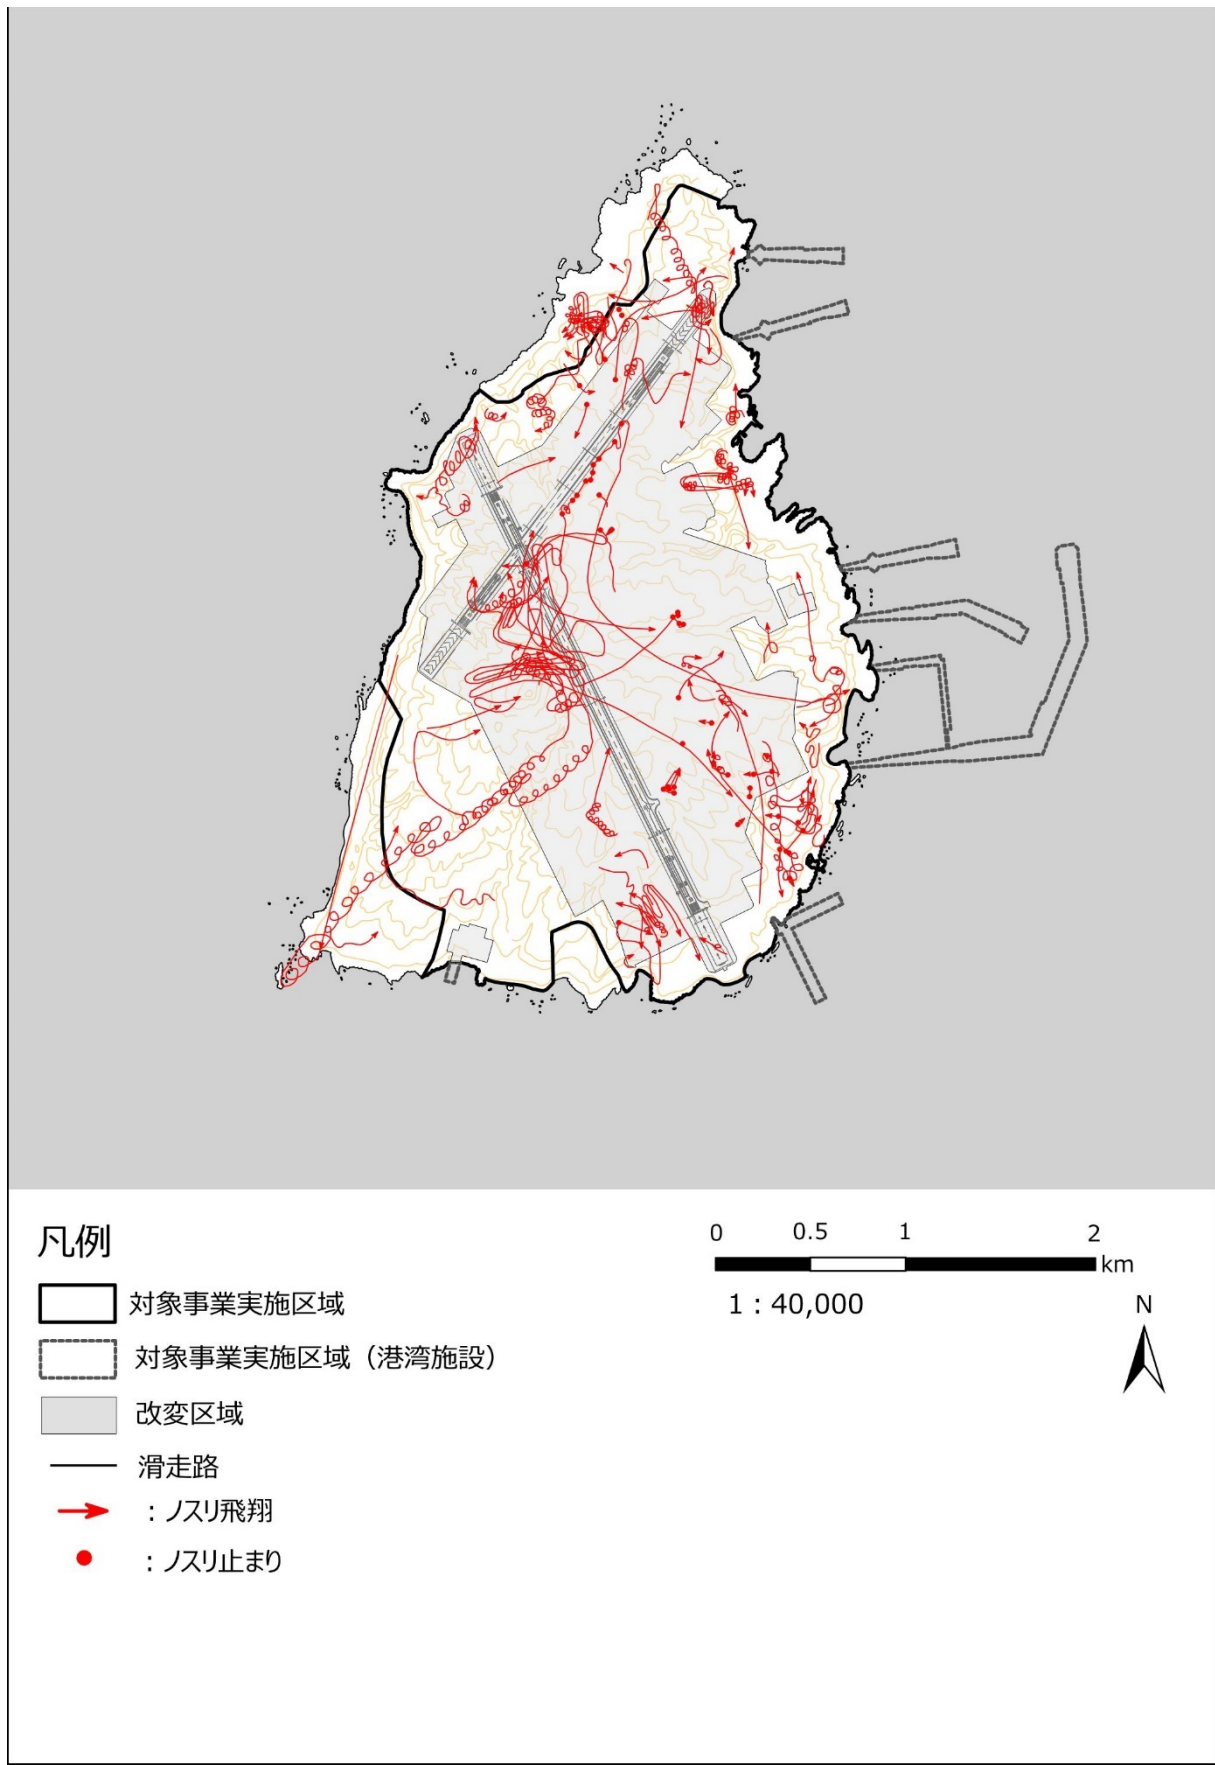 凡例
対象事業実施区域
対象事業実施区域（港湾施設）
改変区域
滑走路
：ノスリ飛翔
：ノスリ止まり
0 0.5 1 2
km
1：40,000
N